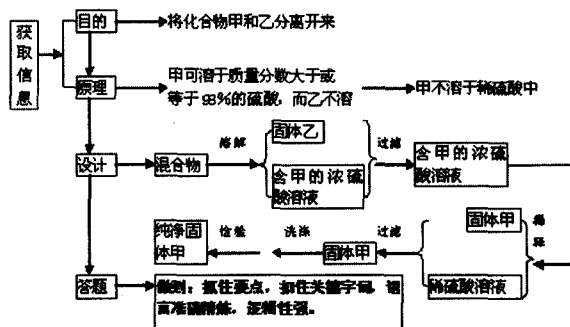 目的
将化合物甲和乙分离开来
获取信息
原理
甲可溶于质量分数大于或
等于98%的硫酸，而乙不溶
甲不溶于稀硫酸中
设计
混合物
溶解
固体乙
含甲的浓硫
酸溶液
过滤
含甲的浓硫
酸溶液
稀释
固体甲
稀硫酸溶液
过滤
固体甲
洗涤
纯净固
体甲
答题
做到：抓住要点，扣住关键字词，语
言准确精炼，逻辑性强。